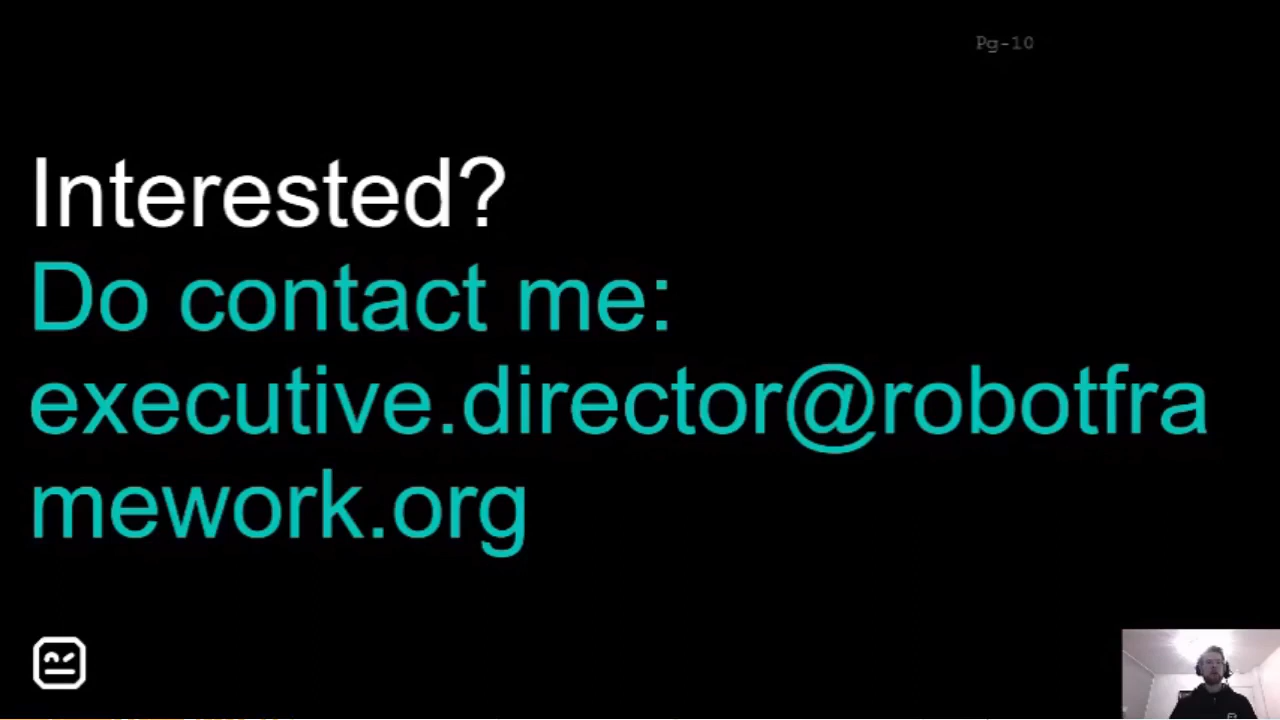 Pg-10
Interested?
Do contact me:
executive.director@robotfra
mework.org